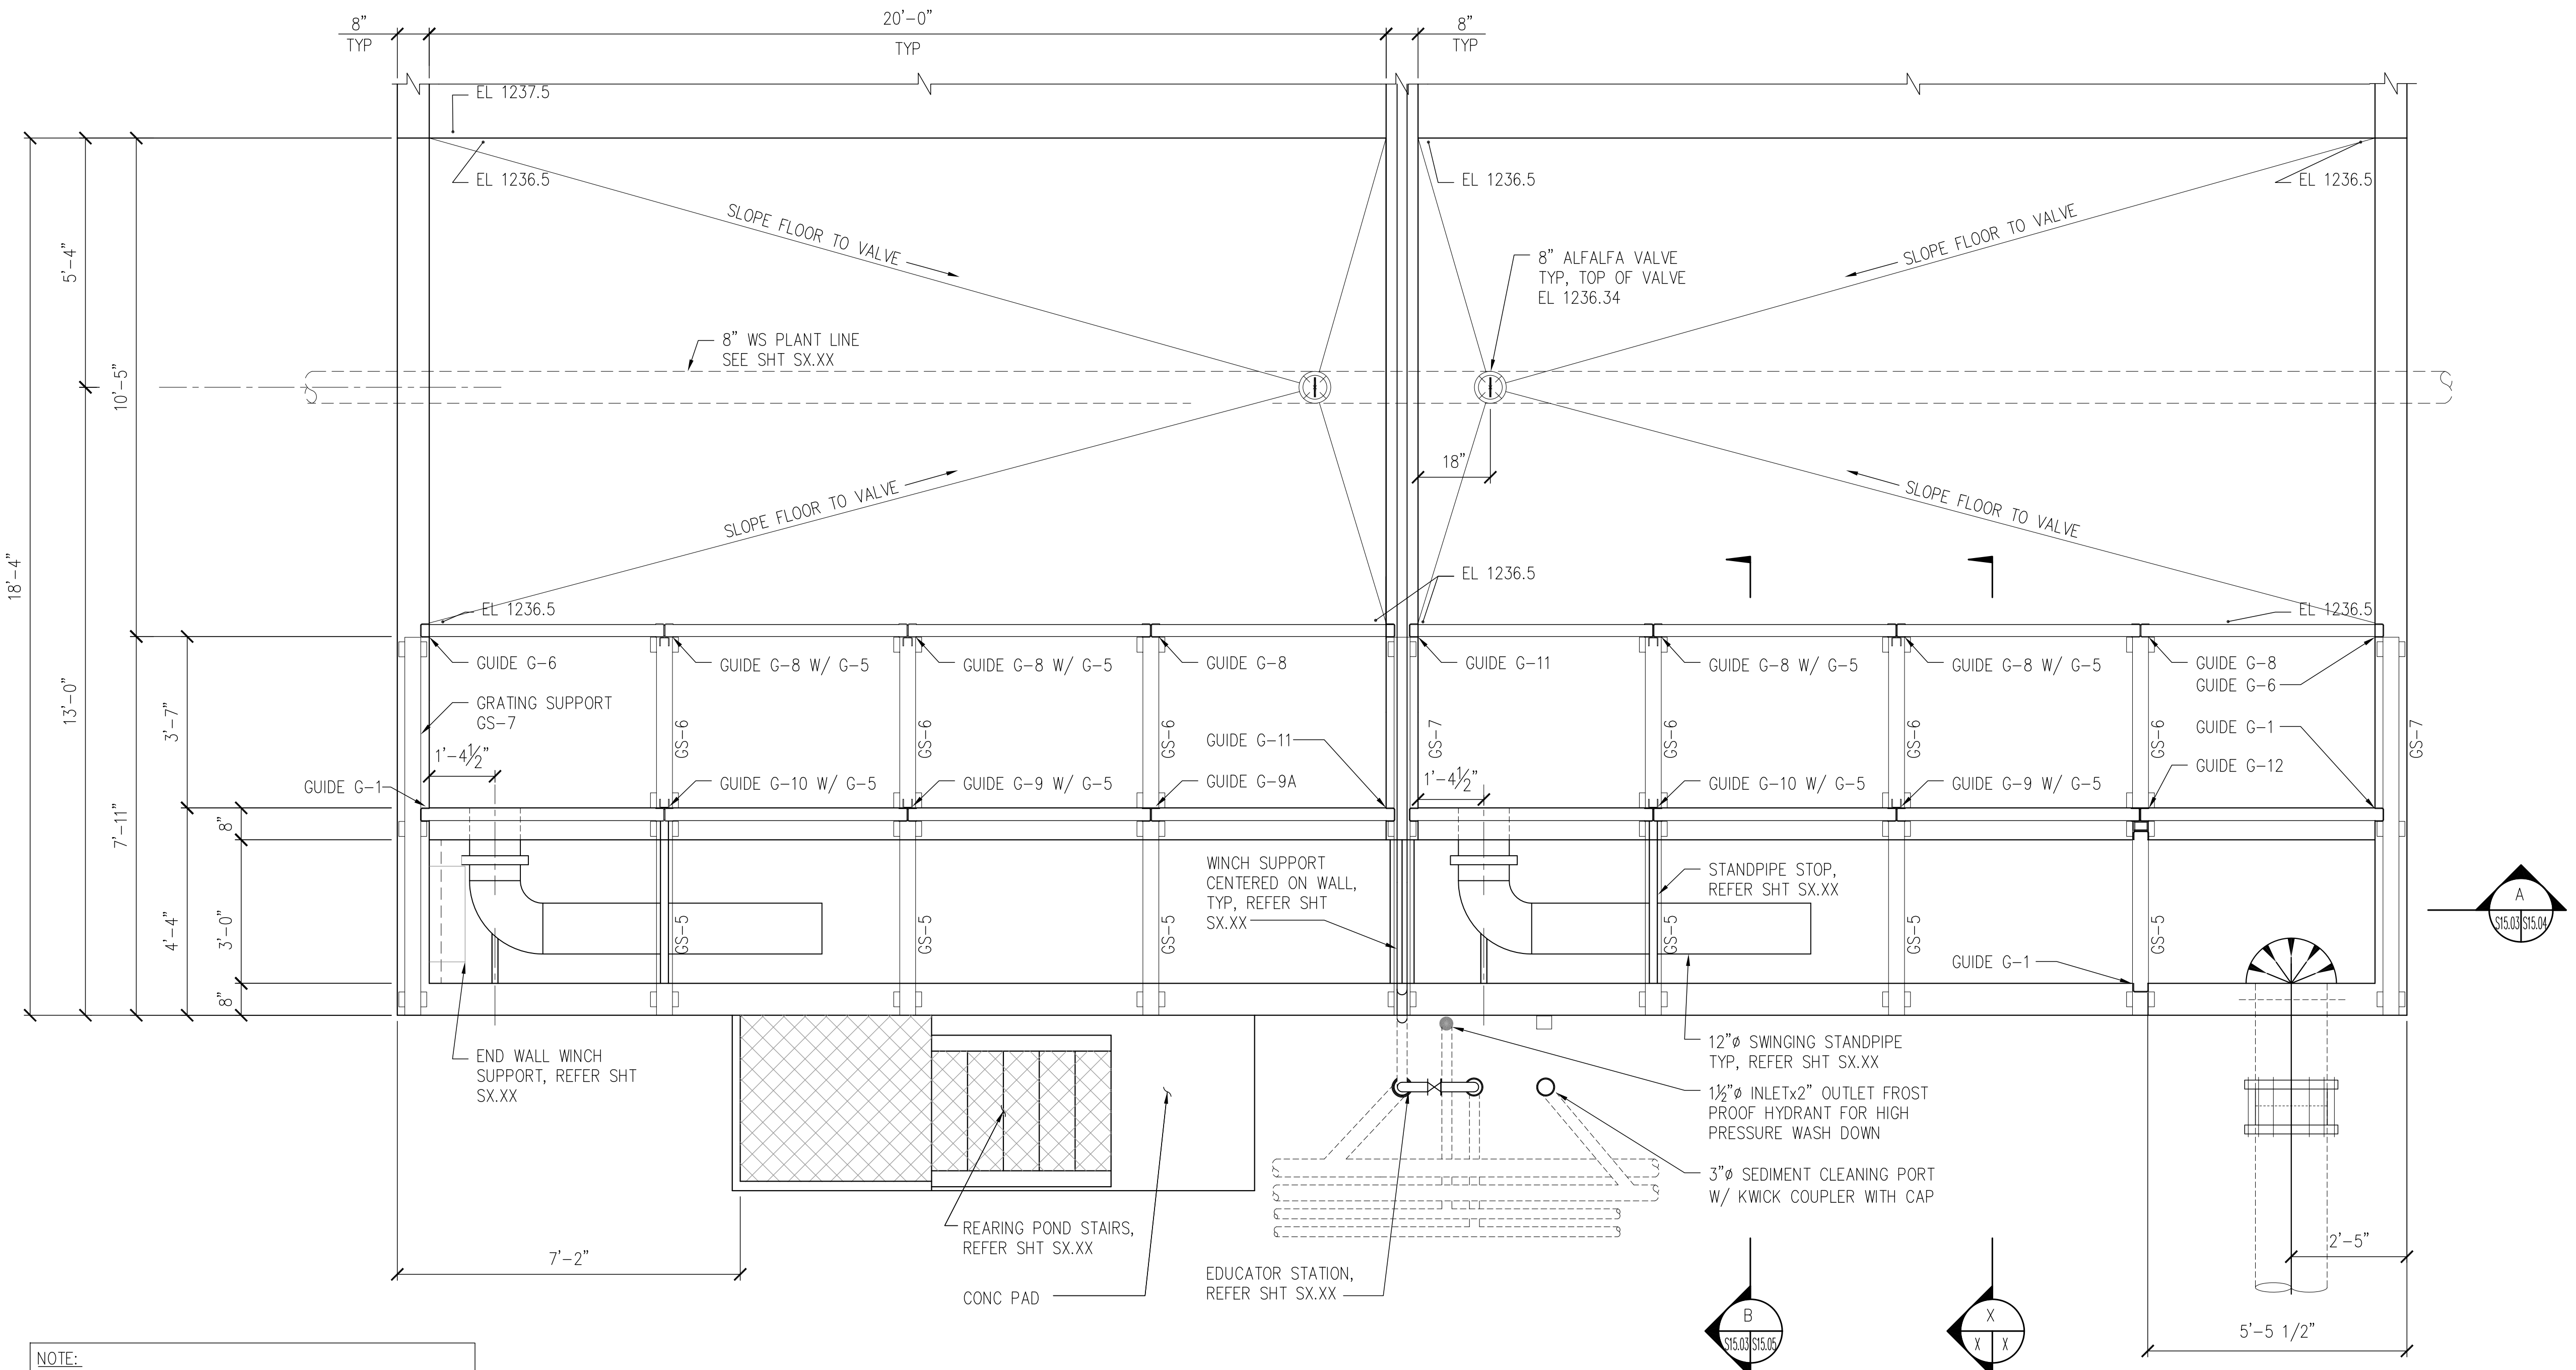 8"
TYP
20'-0"
TYP
8"
TYP
EL 1237.5
EL 1236.5
EL 1236.5
EL 1236.5
SLOPE FLOOR TO VALVE
SLOPE FLOOR TO VALVE
8" ALFALFA VALVE
TYP, TOP OF VALVE
EL 1236.34
5'-4"
8" WS PLANT LINE
SEE SHT SX.XX
10'-5"
18"
SLOPE FLOOR TO VALVE
SLOPE FLOOR TO VALVE
18'-4"
13'-0"
EL 1236.5
EL 1236.5
EL 1236.5
GUIDE G-6
GUIDE G-8 W/ G-5
GUIDE G-8 W/ G-5
GUIDE G-8
GUIDE G-11
GUIDE G-8 W/ G-5
GUIDE G-8 W/ G-5
GUIDE G-8
GUIDE G-6
3'-7"
GRATING SUPPORT
GS-7
GS-6
GS-6
GS-6
GS-7
GS-6
GS-6
GS-6
GS-7
1'-4½"
GUIDE G-11
1'-4½"
GUIDE G-1
GUIDE G-12
GUIDE G-1
GUIDE G-10 W/ G-5
GUIDE G-9 W/ G-5
GUIDE G-9A
GUIDE G-10 W/ G-5
GUIDE G-9 W/ G-5
7'-11"
8"
4'-4"
3'-0"
8"
WINCH SUPPORT
CENTERED ON WALL,
TYP, REFER SHT
SX.XX
STANDPIPE STOP,
REFER SHT SX.XX
GS-5
GS-5
GS-5
GS-5
GS-5
GS-5
GUIDE G-1
A
S15.03 S15.04
END WALL WINCH
SUPPORT, REFER SHT
SX.XX
12"ø SWINGING STANDPIPE
TYP, REFER SHT SX.XX
1½"ø INLETx2" OUTLET FROST
PROOF HYDRANT FOR HIGH
PRESSURE WASH DOWN
3"ø SEDIMENT CLEANING PORT
W/ KWICK COUPLER WITH CAP
REARING POND STAIRS,
REFER SHT SX.XX
7'-2"
CONC PAD
EDUCATOR STATION,
REFER SHT SX.XX
2'-5"
5'-5 1/2"
B
S15.03 S15.05
X
X X
NOTE: